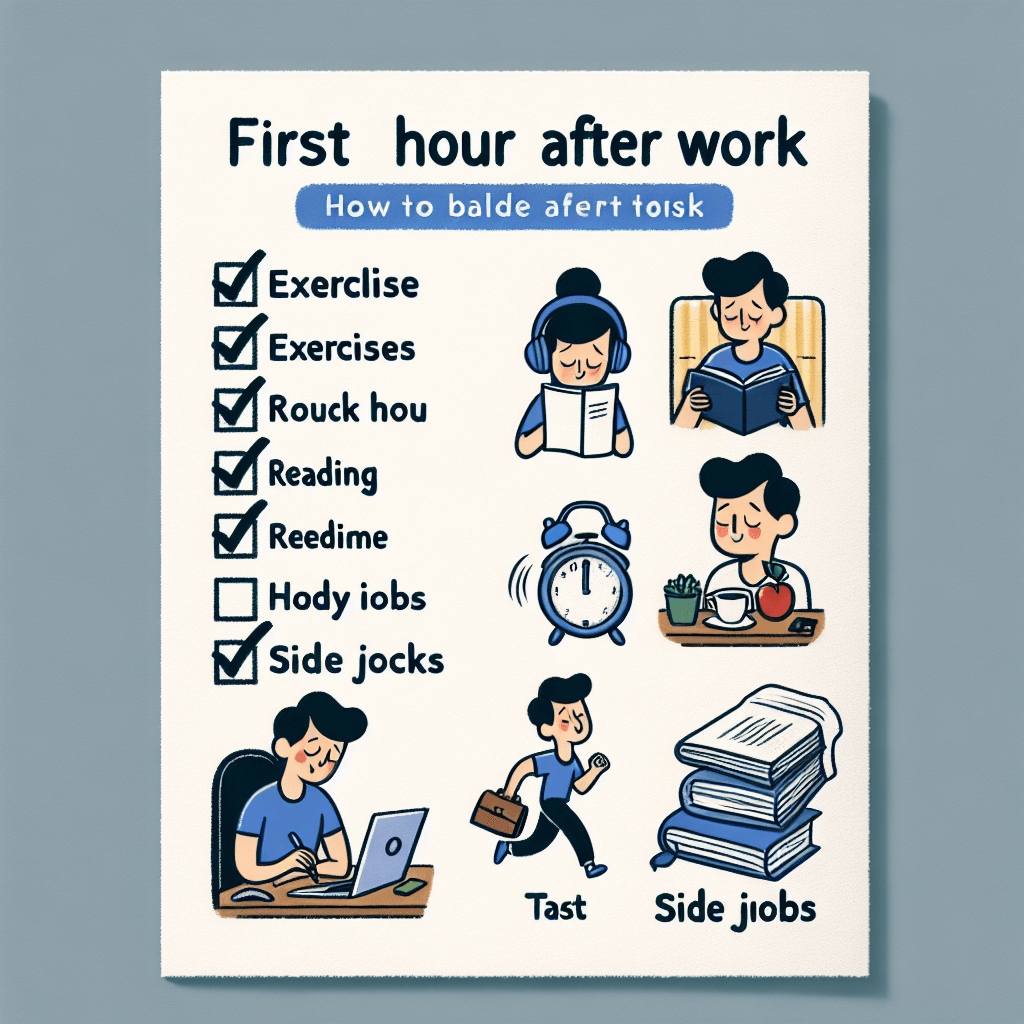 First hour after work
How to balde afert toisk
Exerclise
Exercises
Rouck hou
Reading
Reedime
Hody iobs
Side jocks
Tast
Side jiobs